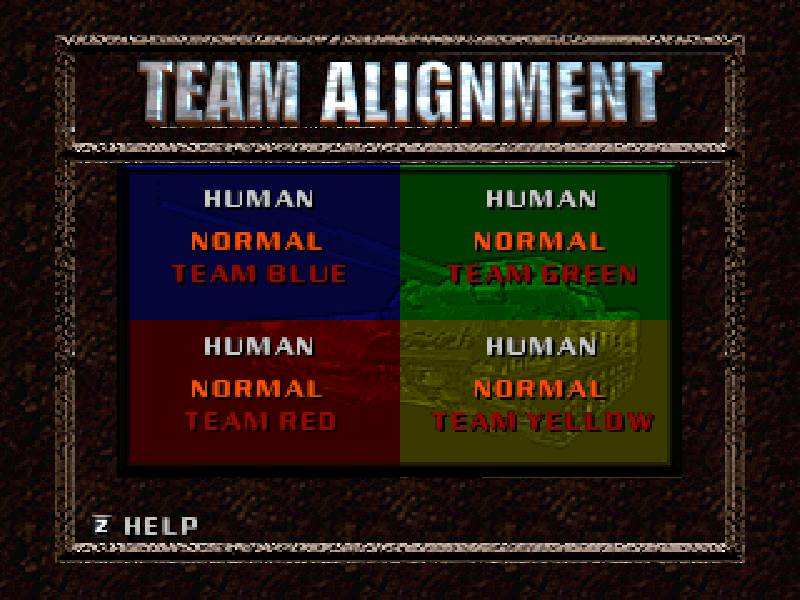 TEAM ALIGNMENT
HUMAN
NORMAL
TEAM BLUE
HUMAN
NORMAL
TEAM GREEN
HUMAN
NORMAL
TEAM RED
HUMAN
NORMAL
TEAM YELLOW
Z HELP